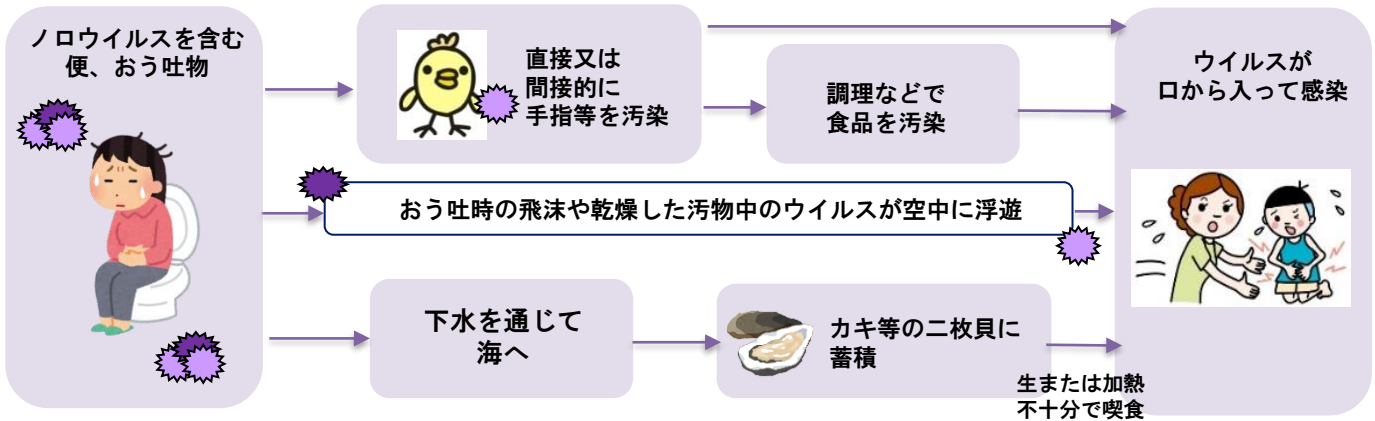 ノロウイルスを含む
便、おう吐物
直接又は
間接的に
手指等を汚染
調理などで
食品を汚染
ウイルスが
口から入って感染
おう吐時の飛沫や乾燥した汚物中のウイルスが空中に浮遊
下水を通じて
海へ
カキ等の二枚貝に
蓄積
生または加熱
不十分で喫食